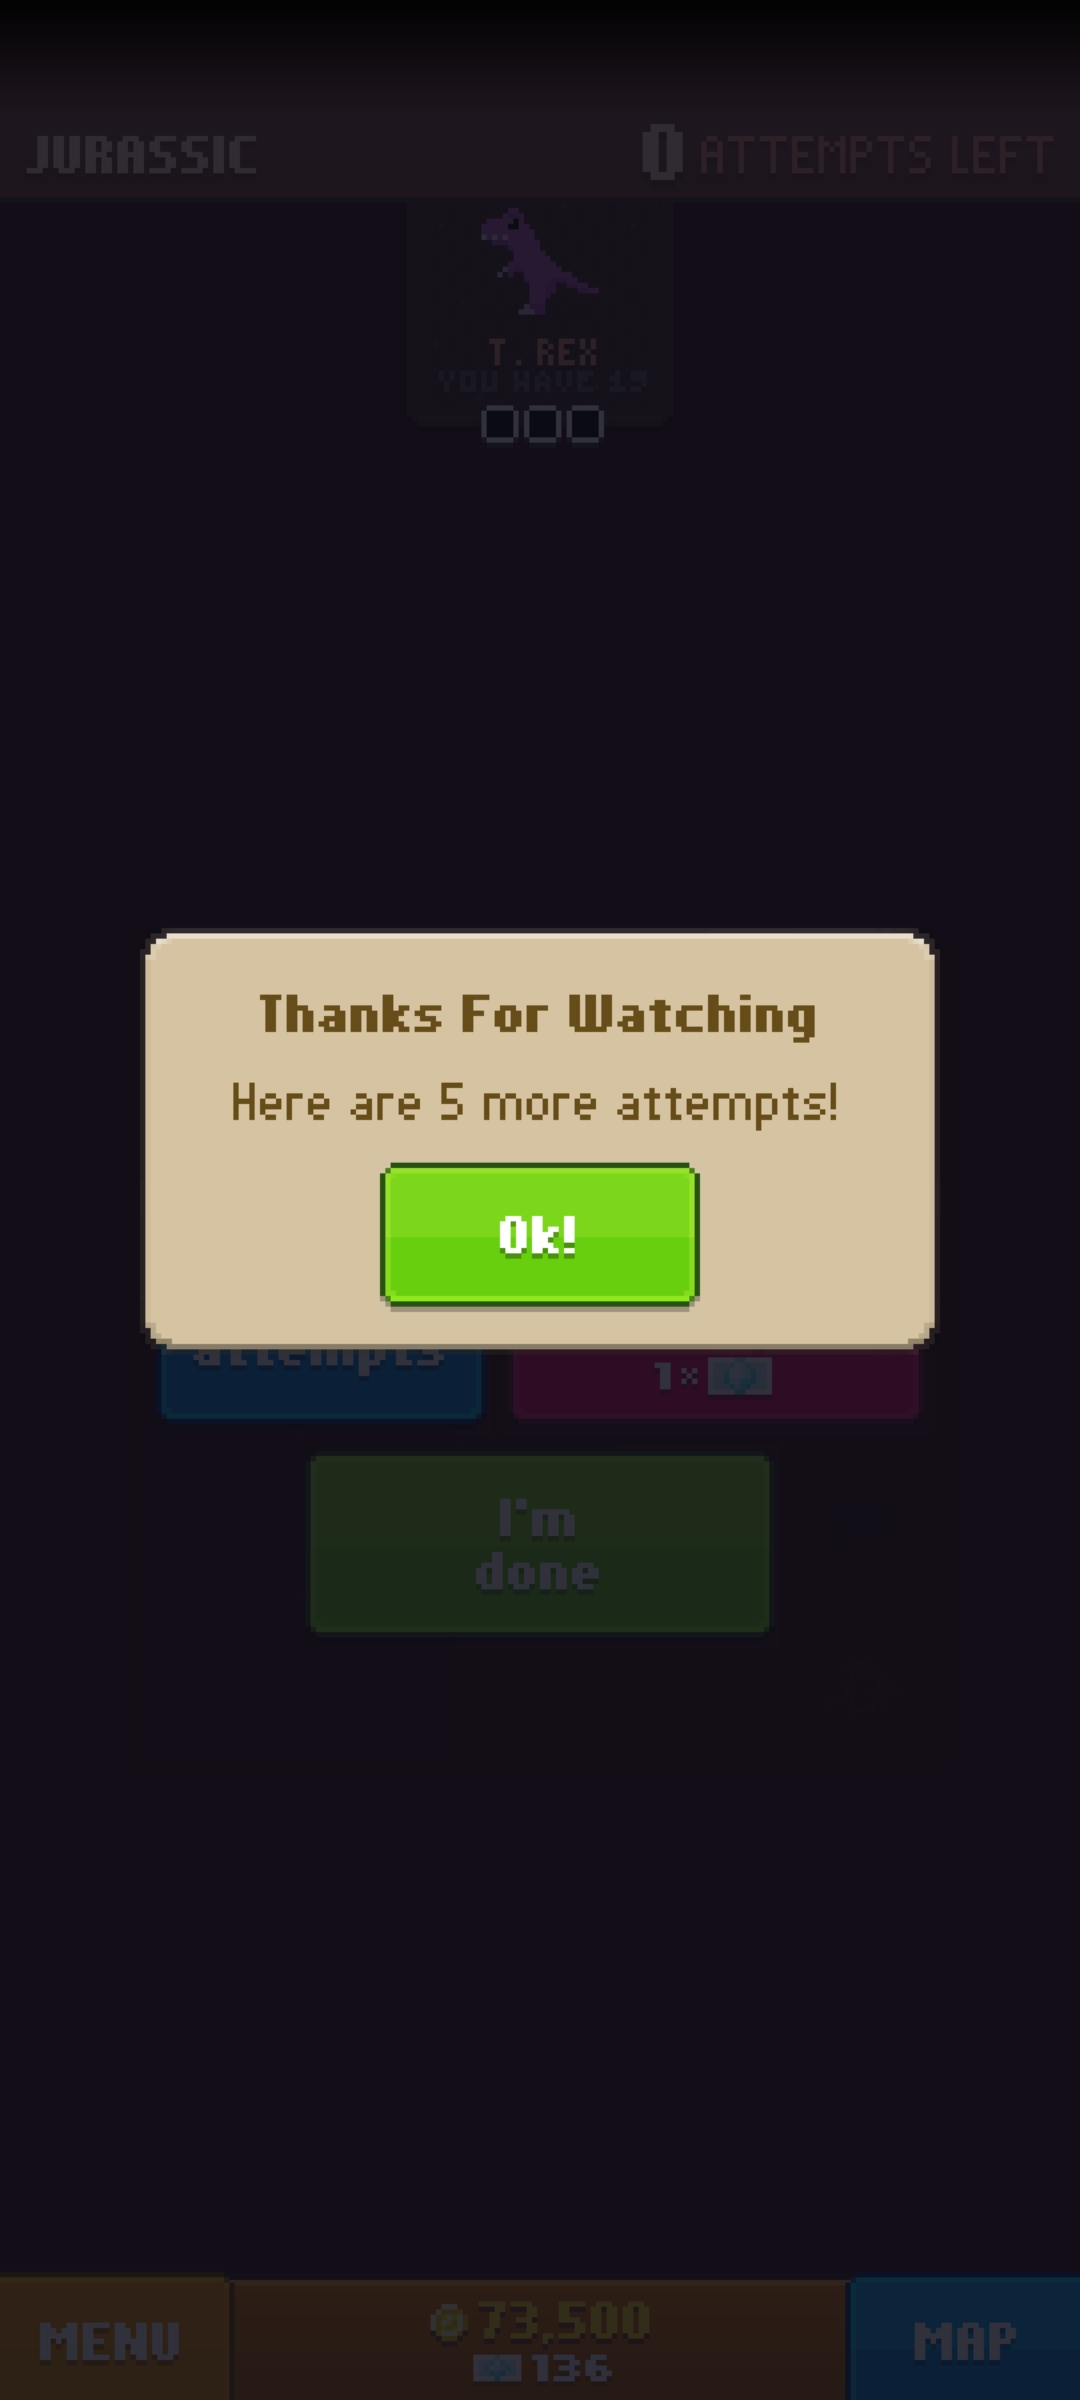 JURASSIC
0 ATTEMPTS LEFT
T. REX
YOU HAVE 19
Thanks For Watching
Here are 5 more attempts!
Ok!
attempts
1×
I'm
done
MENU
73,500
136
MAP